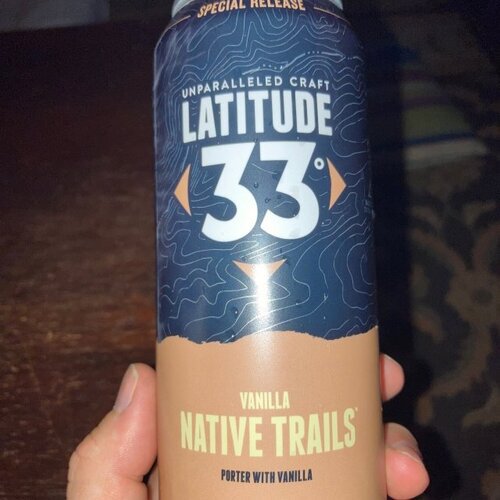 SPECIAL RELEASE
UNPARALLELED CRAFT
LATITUDE
33°
VANILLA
NATIVE TRAILS
PORTER WITH VANILLA